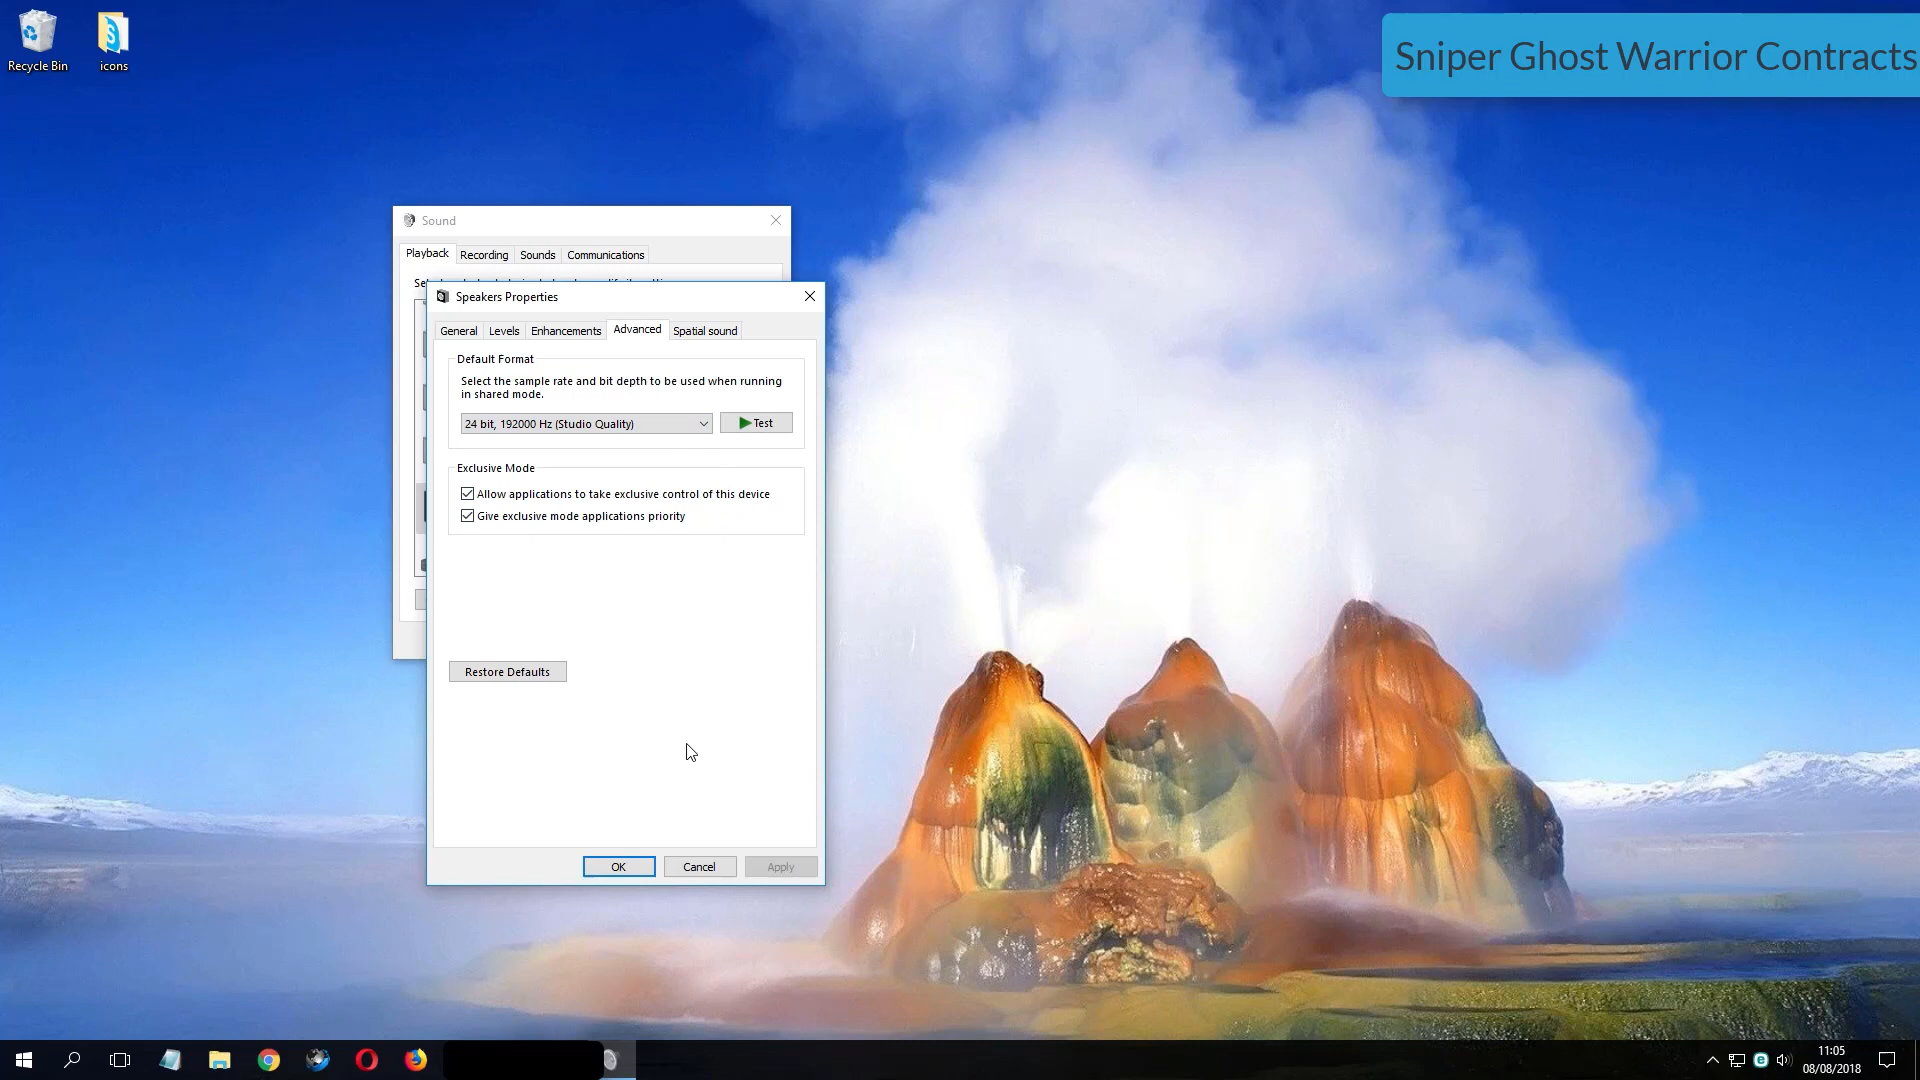 Recycle Bin
icons
Sniper Ghost Warrior Contracts
Sound
Playback
Recording
Sounds
Communications
Speakers Properties
General
Levels
Enhancements
Advanced
Spatial sound
Default Format
Select the sample rate and bit depth to be used when running
in shared mode.
24 bit, 192000 Hz (Studio Quality)
Test
Exclusive Mode
Allow applications to take exclusive control of this device
Give exclusive mode applications priority
Restore Defaults
OK
Cancel
Apply
11:05
08/08/2018